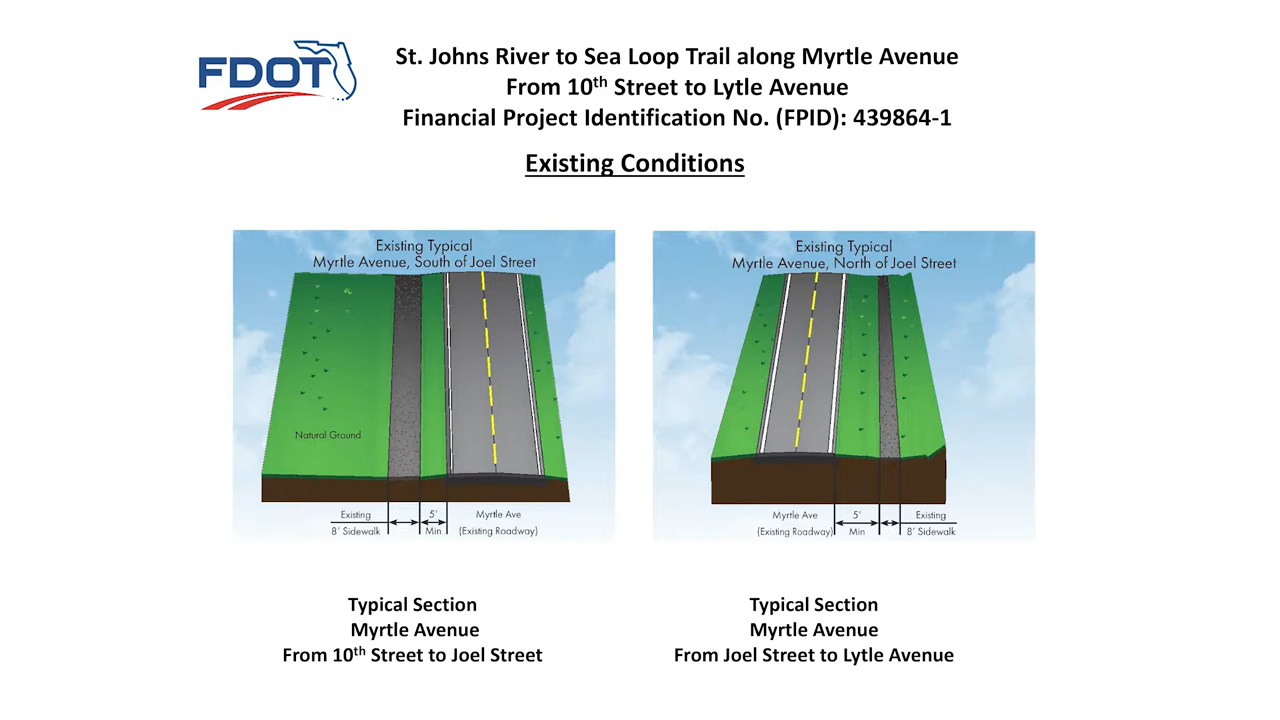 FDOT
St. Johns River to Sea Loop Trail along Myrtle Avenue
From 10th Street to Lytle Avenue
Financial Project Identification No. (FPID): 439864-1
Existing Conditions
Existing Typical
Myrtle Avenue, South of Joel Street
Natural Ground
Existing
8' Sidewalk
5'
Min
Myrtle Ave
(Existing Roadway)
Existing Typical
Myrtle Avenue, North of Joel Street
Myrtle Ave
(Existing Roadway)
5'
Min
Existing
8' Sidewalk
Typical Section
Myrtle Avenue
From 10th Street to Joel Street
Typical Section
Myrtle Avenue
From Joel Street to Lytle Avenue